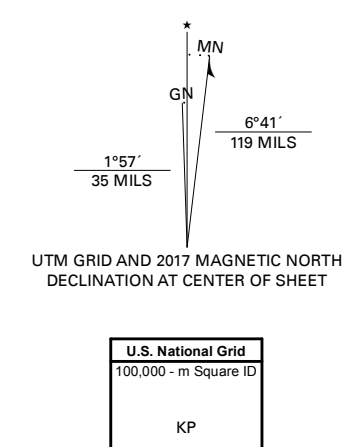 ★
MN
GN
6°41´
119 MILS
1°57´
35 MILS
UTM GRID AND 2017 MAGNETIC NORTH
DECLINATION AT CENTER OF SHEET
U.S. National Grid
100,000 - m Square ID
KP